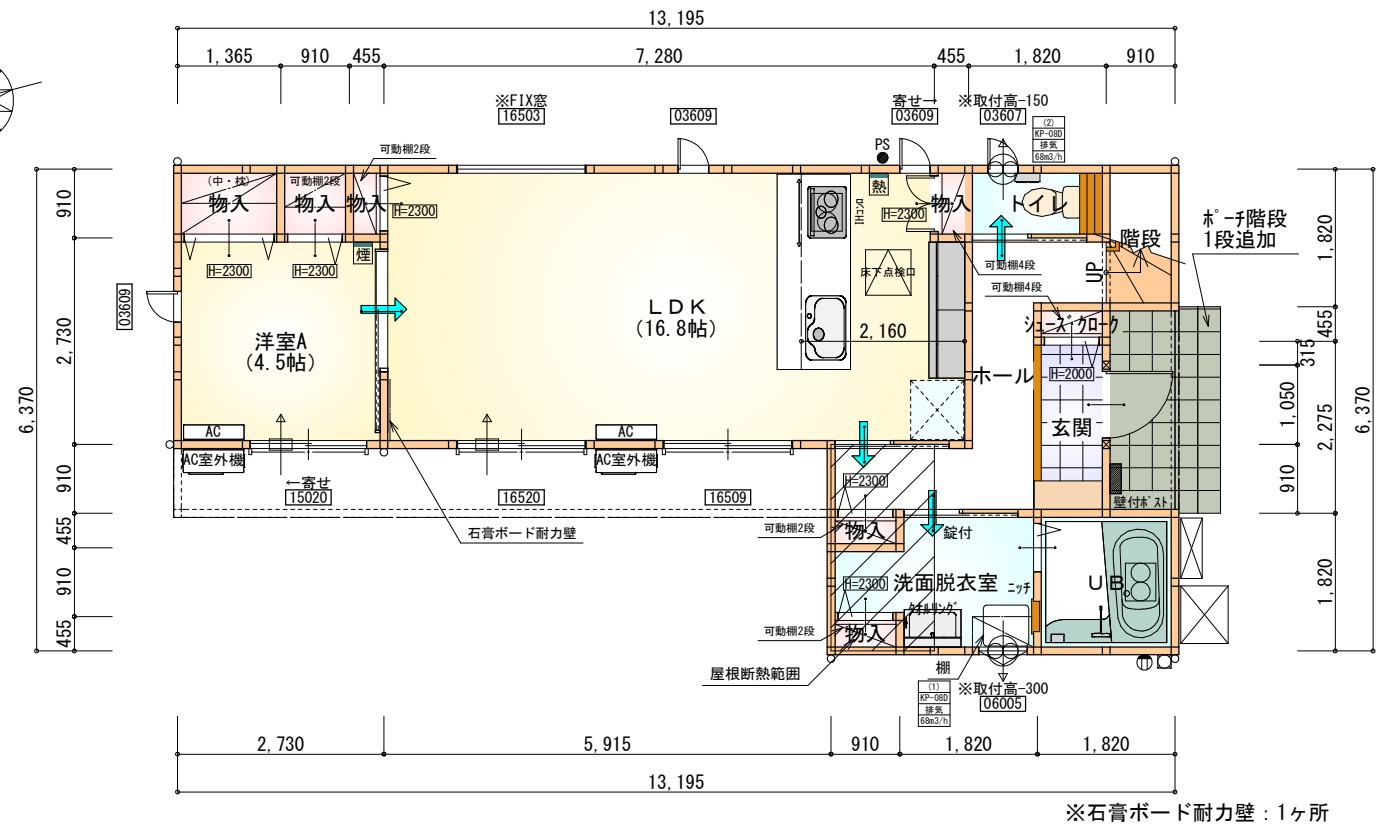 13,195
1,365
910
455
7,280
455
1,820
910
※FIX窓
16503
03609
寄せ→
03609
※取付高-150
03607
(2)
KP-08D
排気
68m3/h
PS
可動棚2段
(中・枕)
物入
可動棚2段
物入
物入
H=2300
熱
H=2300
物入
トイレ
階段
UP
ポーチ階段
1段追加
910
2,730
6,370
910
455
910
455
03609
H=2300
H=2300
煙
IHコンロ
床下点検口
可動棚4段
可動棚4段
シューズ・クローク
LDK
(16.8帖)
2,160
洋室A
(4.5帖)
ホール
H=2000
玄関
壁付ポスト
1,820
455
315
1,050
2,275
910
1,820
6,370
AC
AC室外機
AC
AC室外機
←寄せ
15020
16520
16509
石膏ボード耐力壁
H=2300
可動棚2段
物入
錠付
H=2300
洗面脱衣室
ニッチ
UB
タオルリング
可動棚2段
物入
屋根断熱範囲
棚
(1)
KP-08D
排気
68m3/h
※取付高-300
06005
2,730
5,915
910
1,820
1,820
13,195
※石膏ボード耐力壁：1ヶ所